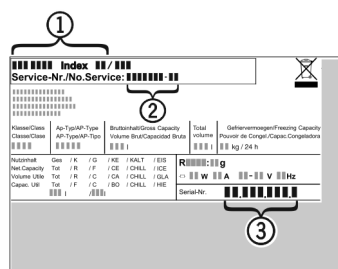 1
Index /
Service-Nr./No.Service: -
2
Klasse/Class Ap-Typ/AP-Type Bruttoinhalt/Gross Capacity Total Gefriervermoegen/Freezing Capacity
Classe/Clase AP-Type/AP-Tipo Volume Brut/Capacidad Bruta volume Pouvoir de Congel./Capac.Congeladora
l l kg / 24 h
Nutzinhalt Ges / K / G / KE / KALT / EIS
Net.Capacity Tot / R / F / CE / CHILL / ICE
Volume Utile Tot / R / C / CA / CHILL / GLA
Capac. Util Tot / F / C / BO / CHILL / HIE
l / l
R : g
W A - V Hz
Serial-Nr.
3